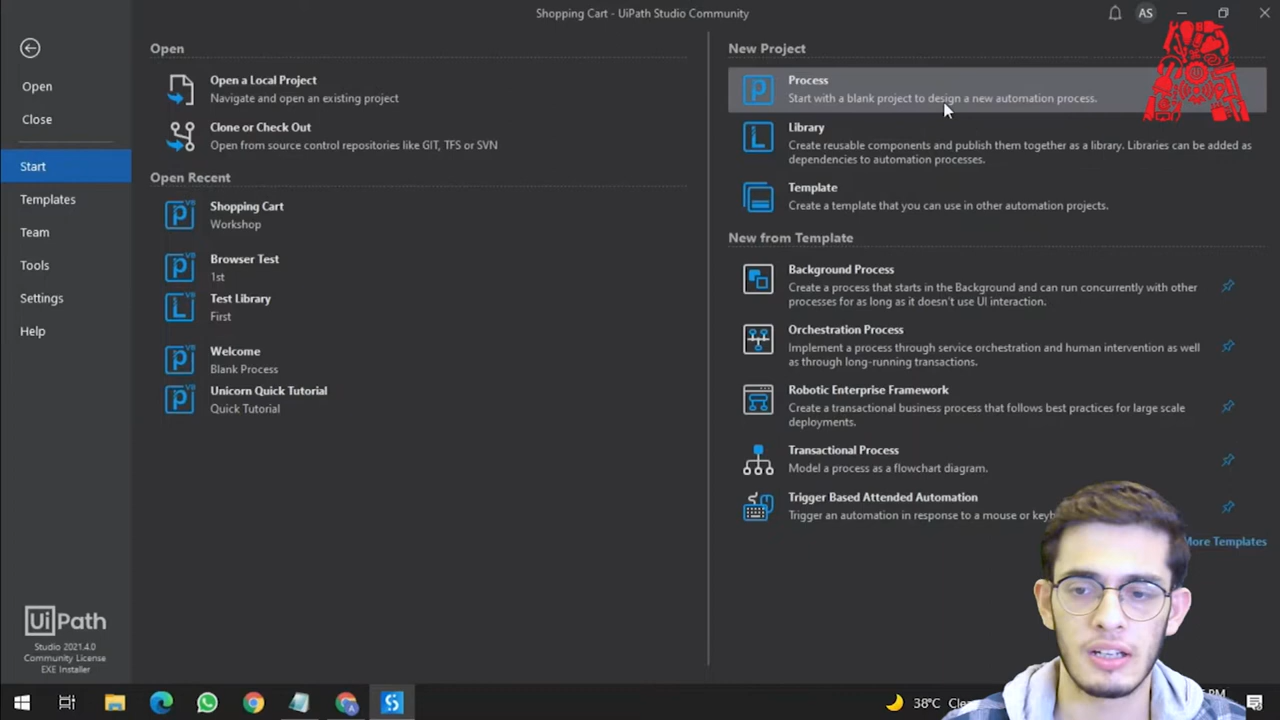 Shopping Cart - UiPath Studio Community
AS
Open
Close
Start
Templates
Team
Tools
Settings
Help
UiPath
Studio 2021.4.0
Community License
EXE Installer
Open
Open a Local Project
Navigate and open an existing project
Clone or Check Out
Open from source control repositories like GIT, TFS or SVN
Open Recent
Shopping Cart
Workshop
Browser Test
1st
Test Library
First
Welcome
Blank Process
Unicorn Quick Tutorial
Quick Tutorial
New Project
Process
Start with a blank project to design a new automation process.
Library
Create reusable components and publish them together as a library. Libraries can be added as
dependencies to automation processes.
Template
Create a template that you can use in other automation projects.
New from Template
Background Process
Create a process that starts in the Background and can run concurrently with other
processes for as long as it doesn't use UI interaction.
Orchestration Process
Implement a process through service orchestration and human intervention as well
as through long-running transactions.
Robotic Enterprise Framework
Create a transactional business process that follows best practices for large scale
deployments.
Transactional Process
Model a process as a flowchart diagram.
Trigger Based Attended Automation
Trigger an automation in response to a mouse or
More Templates
38°C